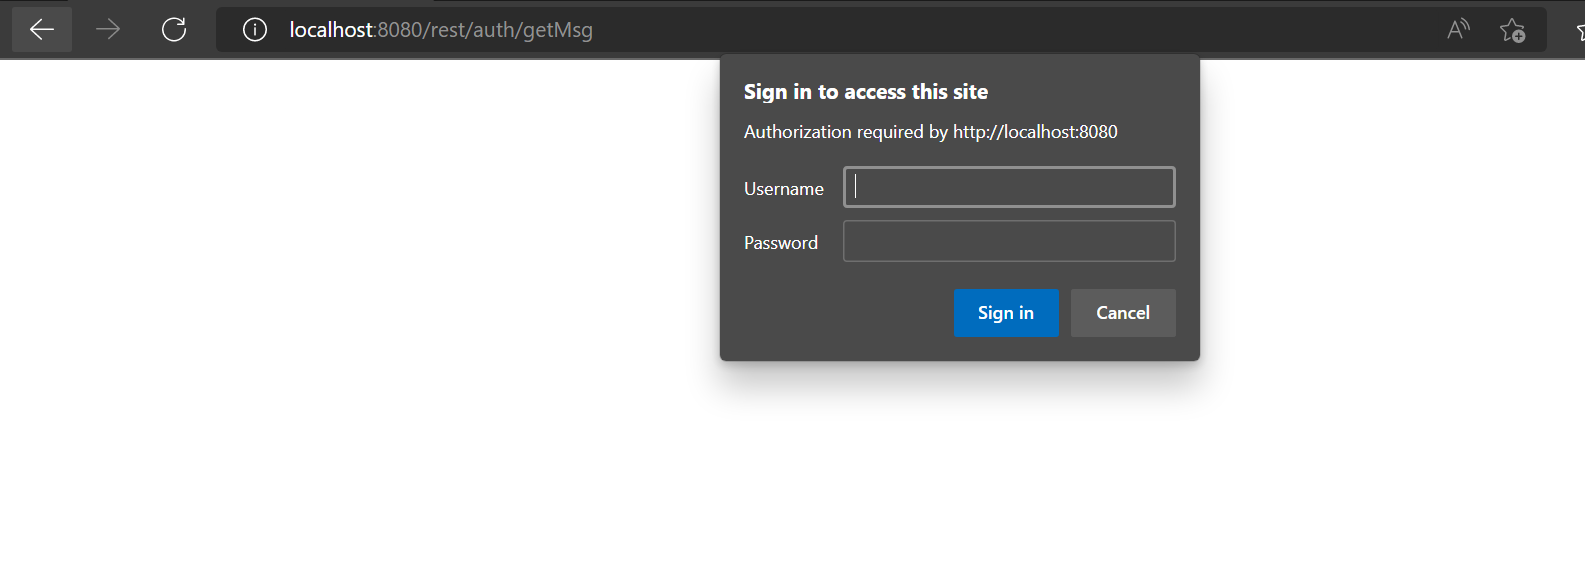 localhost:8080/rest/auth/getMsg
Sign in to access this site
Authorization required by http://localhost:8080
Username
Password
Sign in Cancel